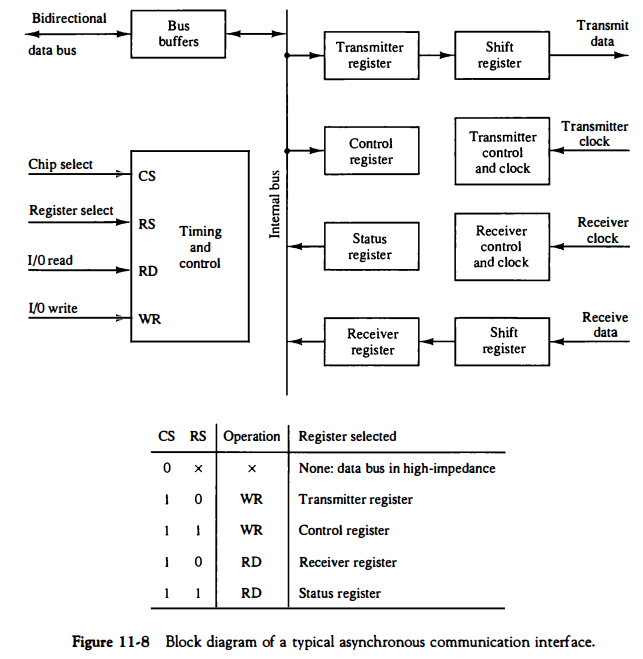 Bidirectional
data bus
Bus
buffers
Transmitter
register
Shift
register
Transmit
data
Control
register
Transmitter
control
and clock
Transmitter
clock
Chip select
CS
Register select
RS
Timing
and
control
I/O read
RD
I/O write
WR
Internal bus
Status
register
Receiver
control
and clock
Receiver
clock
Receiver
register
Shift
register
Receive
data
CS RS Operation Register selected
0 × × None: data bus in high-impedance
1 0 WR Transmitter register
1 1 WR Control register
1 0 RD Receiver register
1 1 RD Status register
Figure 11-8 Block diagram of a typical asynchronous communication interface.